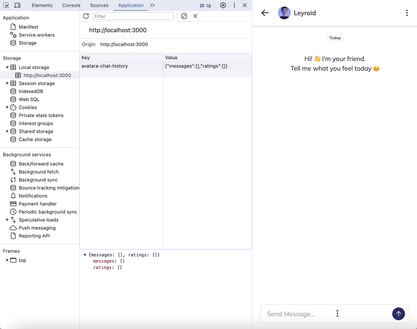 Elements
Console
Sources
Application
18
Application
Manifest
Service workers
Storage
Storage
Local storage
http://localhost:3000
Session storage
IndexedDB
Web SQL
Cookies
Private state tokens
Interest groups
Shared storage
Cache storage
Background services
Back/forward cache
Background fetch
Background sync
Bounce tracking mitigation
Notifications
Payment handler
Periodic background sync
Speculative loads
Push messaging
Reporting API
Frames
top
Filter
http://localhost:3000
Origin http://localhost:3000
Key Value
avatara-chat-history {"messages":[],"ratings":{}}
{messages: [], ratings: []}
messages: []
ratings: []
Leyroid
Today
Hi! 👋 I'm your friend.
Tell me what you feel today 😊
Send Message...